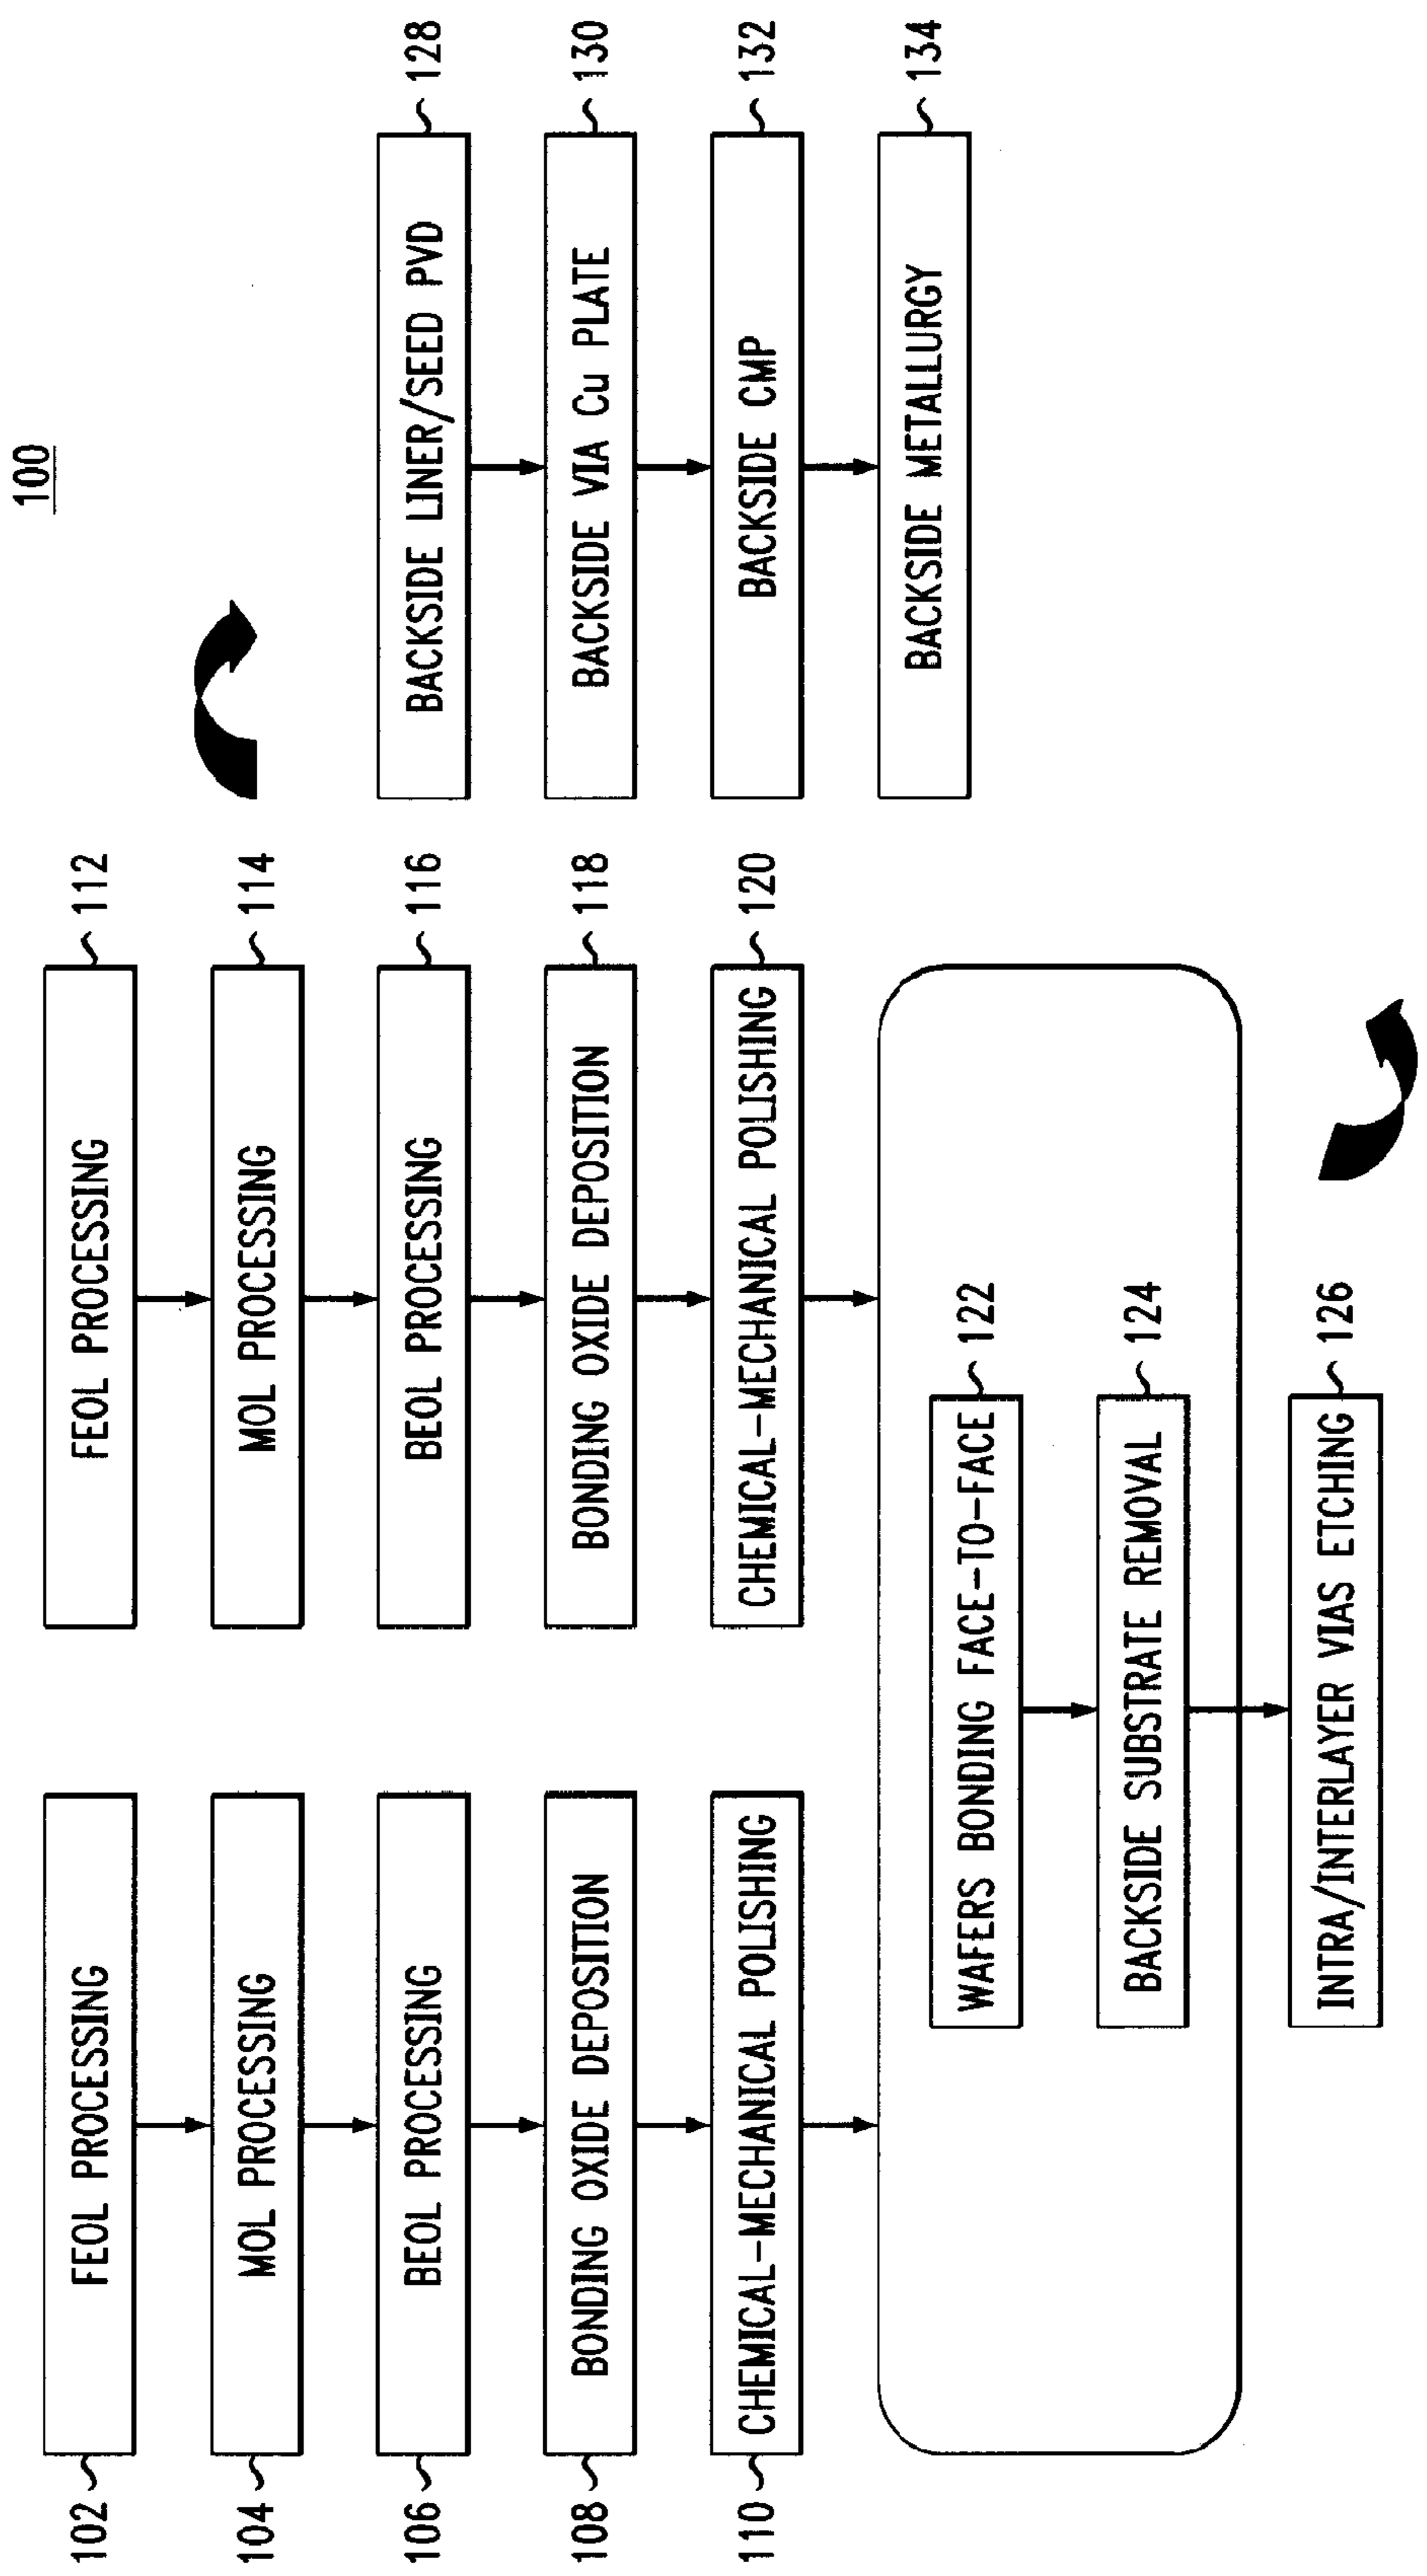 100
102
FEOL PROCESSING
104
MOL PROCESSING
106
BEOL PROCESSING
108
BONDING OXIDE DEPOSITION
110
CHEMICAL-MECHANICAL POLISHING
FEOL PROCESSING
112
MOL PROCESSING
114
BEOL PROCESSING
116
BONDING OXIDE DEPOSITION
118
CHEMICAL-MECHANICAL POLISHING
120
WAFERS BONDING FACE-TO-FACE
122
BACKSIDE SUBSTRATE REMOVAL
124
INTRA/INTERLAYER VIAS ETCHING
126
BACKSIDE LINER/SEED PVD
128
BACKSIDE VIA Cu PLATE
130
BACKSIDE CMP
132
BACKSIDE METALLURGY
134